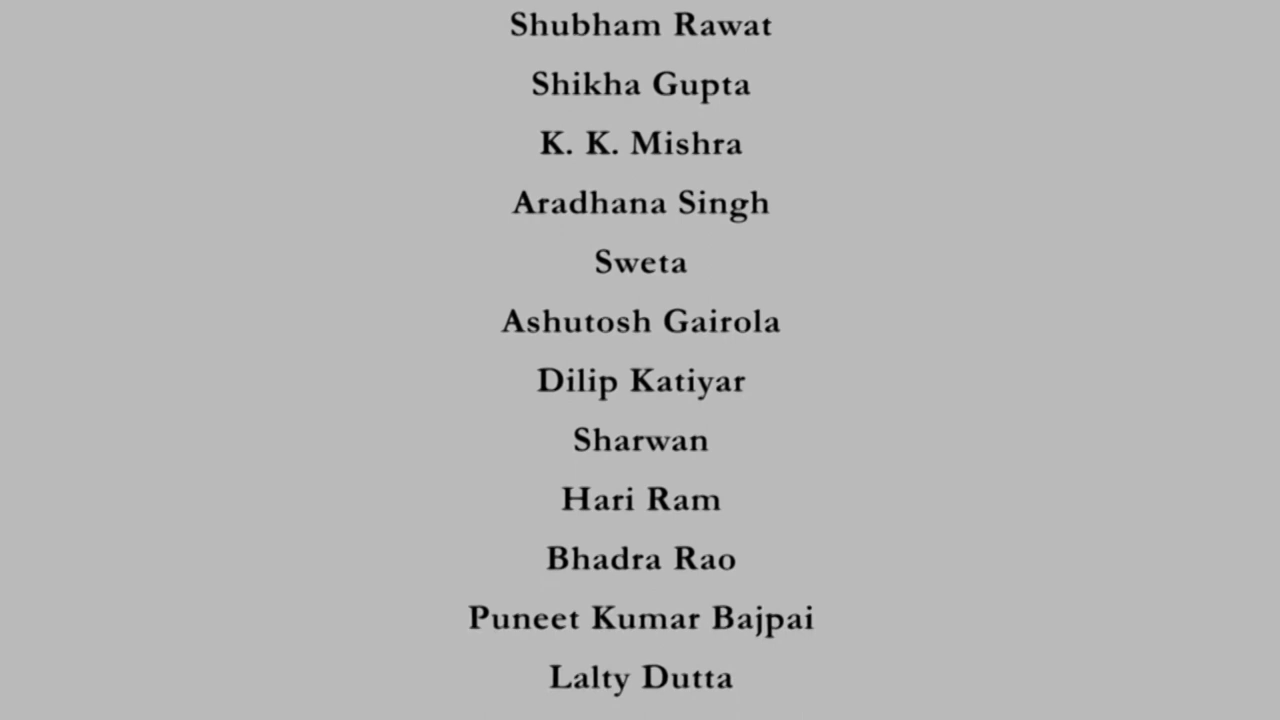 Shubham Rawat
Shikha Gupta
K. K. Mishra
Aradhana Singh
Sweta
Ashutosh Gairola
Dilip Katiyar
Sharwan
Hari Ram
Bhadra Rao
Puneet Kumar Bajpai
Lalty Dutta